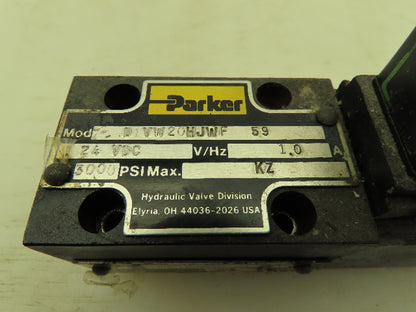 Parker
Mod. D1VW20HJWF 59
24 VDC V/Hz 1.0 A
3000 PSI Max. KZ
Hydraulic Valve Division
Elyria, OH 44036-2026 USA